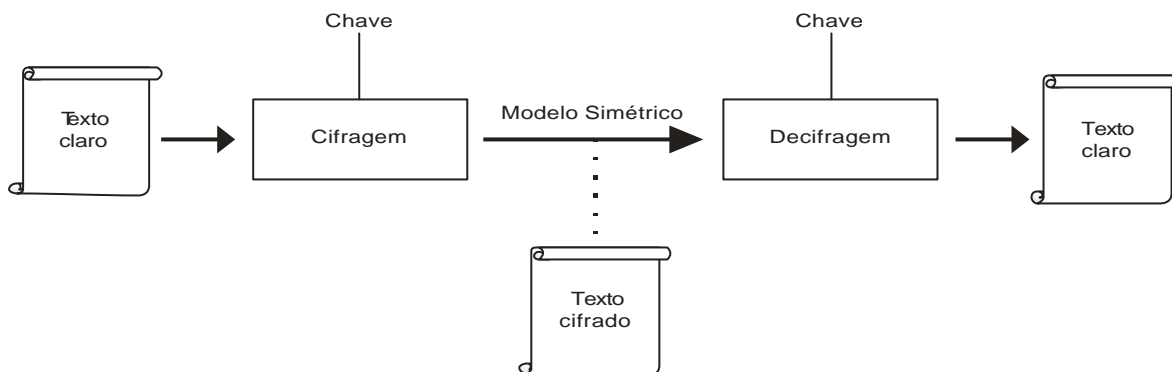 Chave
Chave
Texto
claro
Cifragem
Modelo Simétrico
Decifragem
Texto
claro
Texto
cifrado